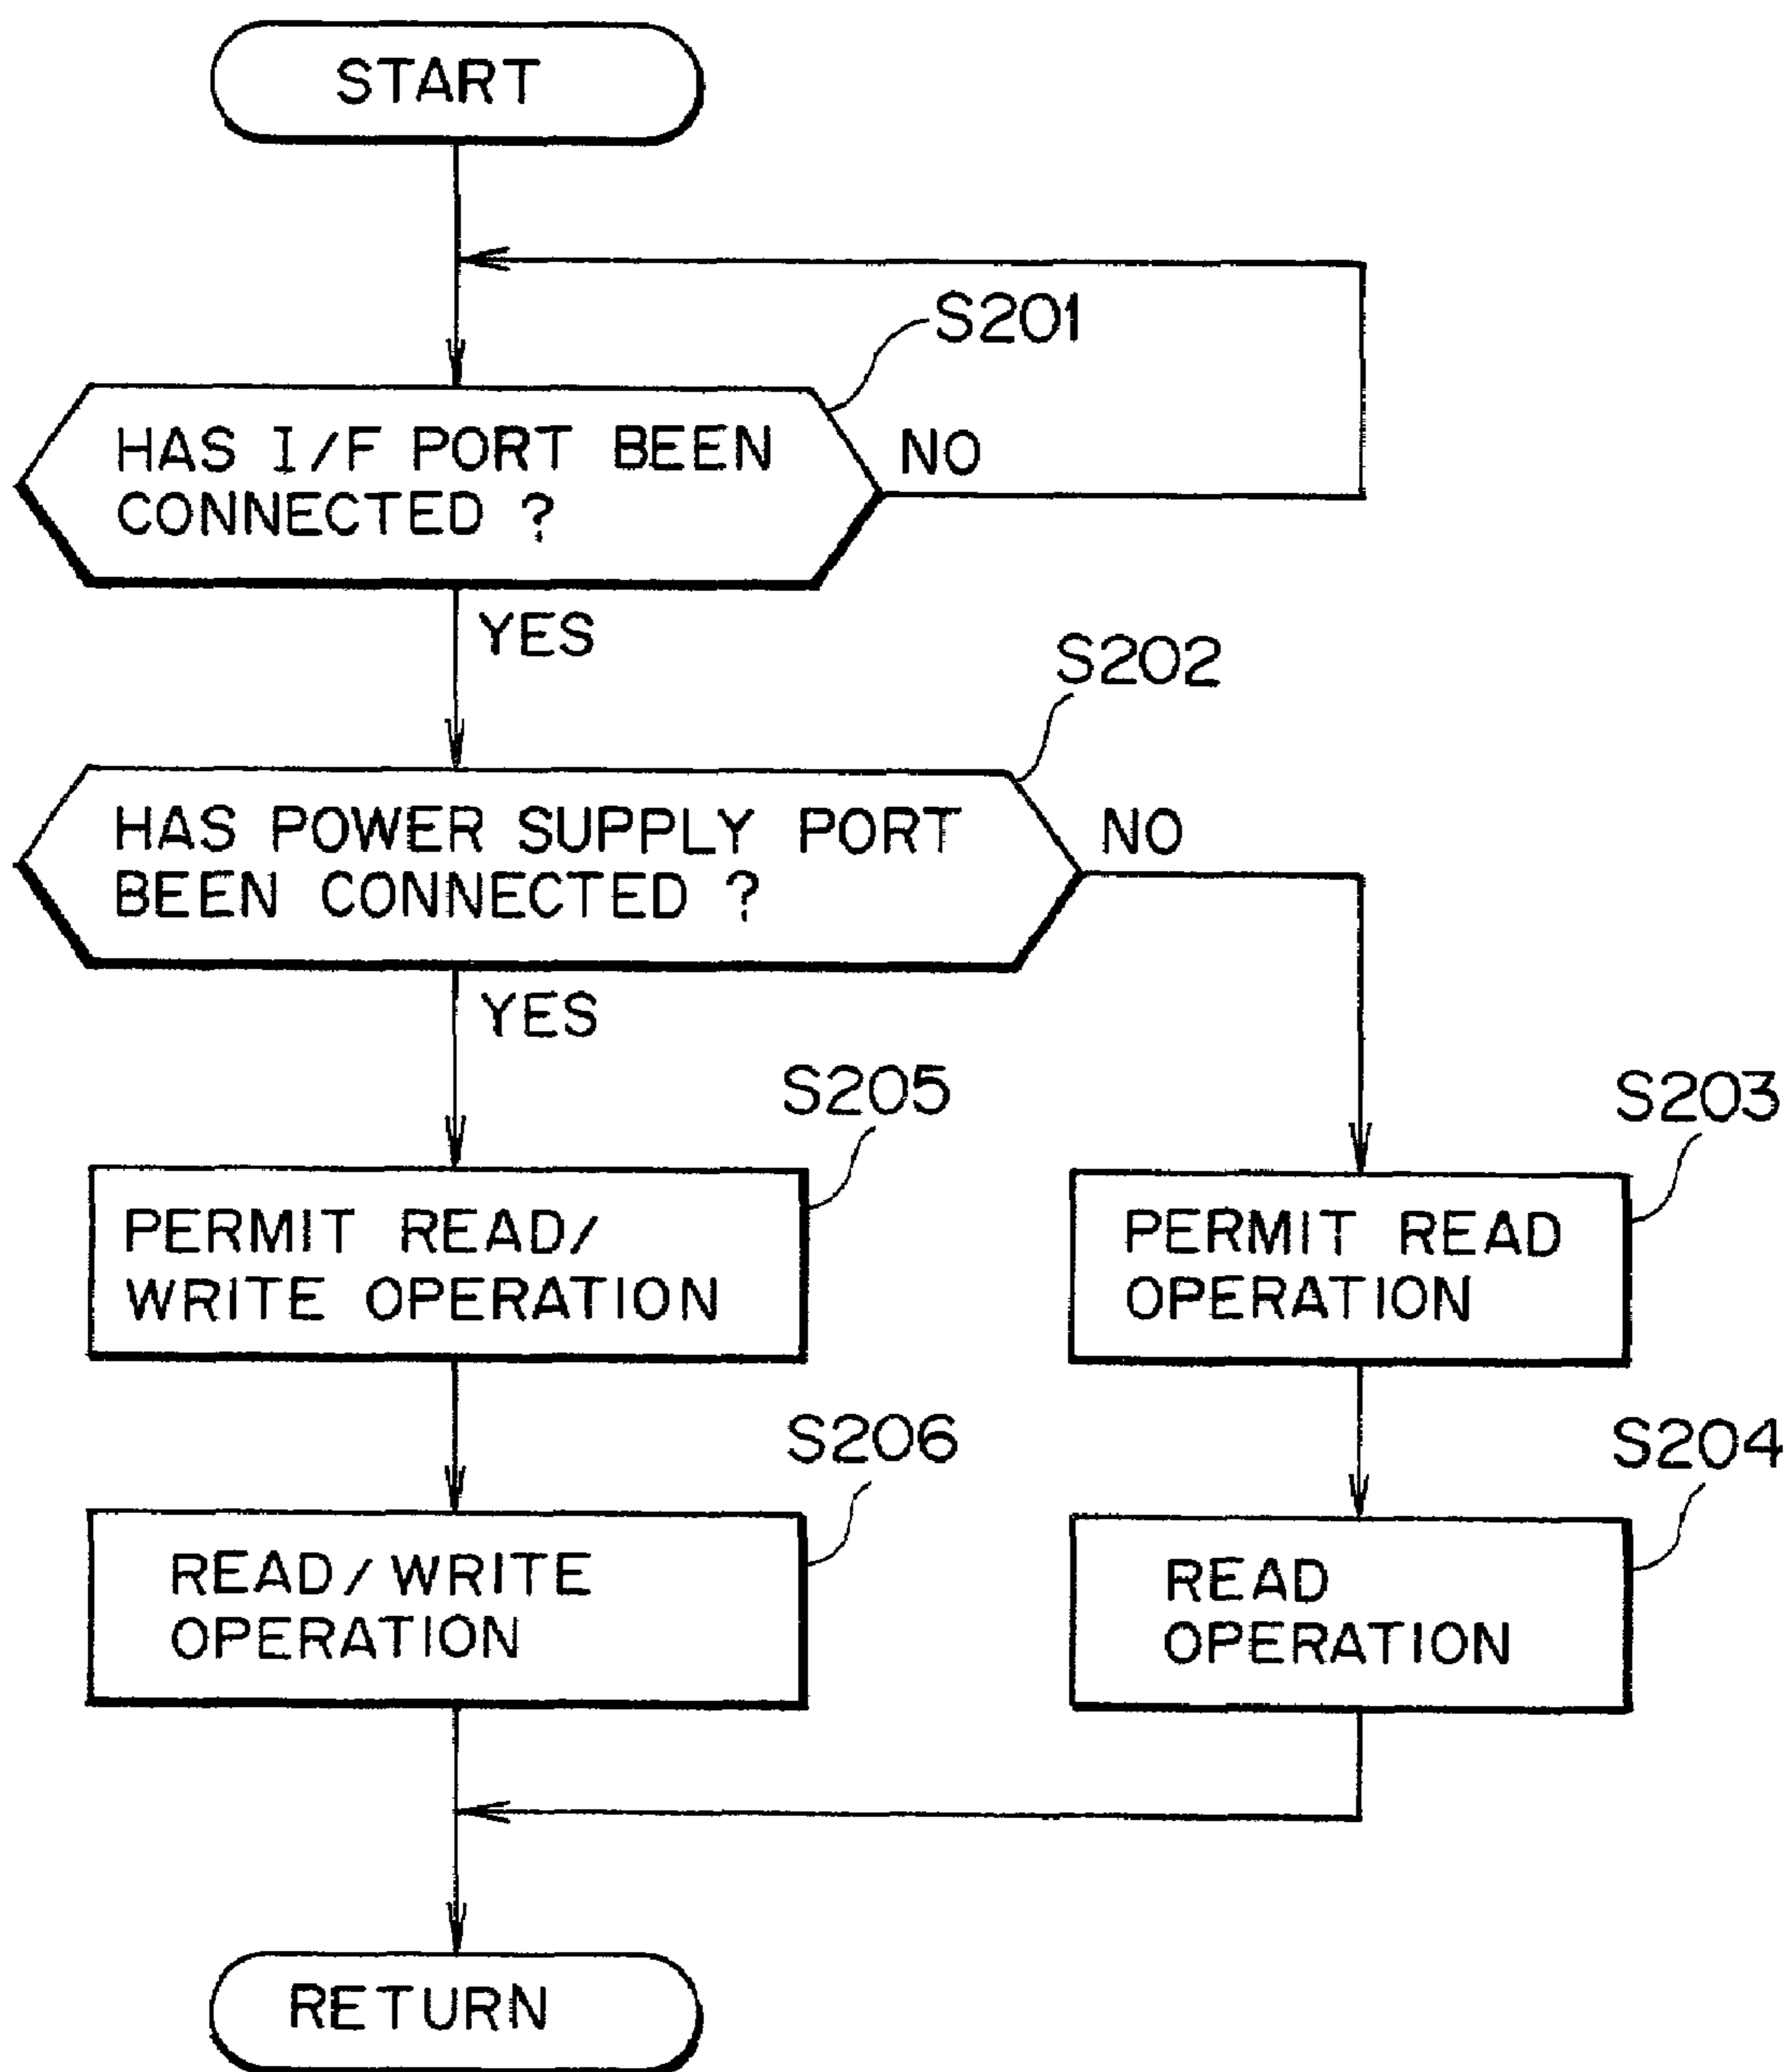 START
S201
HAS I/F PORT BEEN
CONNECTED ?
NO
YES
S202
HAS POWER SUPPLY PORT
BEEN CONNECTED ?
NO
YES
S205
S203
PERMIT READ/
WRITE OPERATION
PERMIT READ
OPERATION
S206
S204
READ/WRITE
OPERATION
READ
OPERATION
RETURN